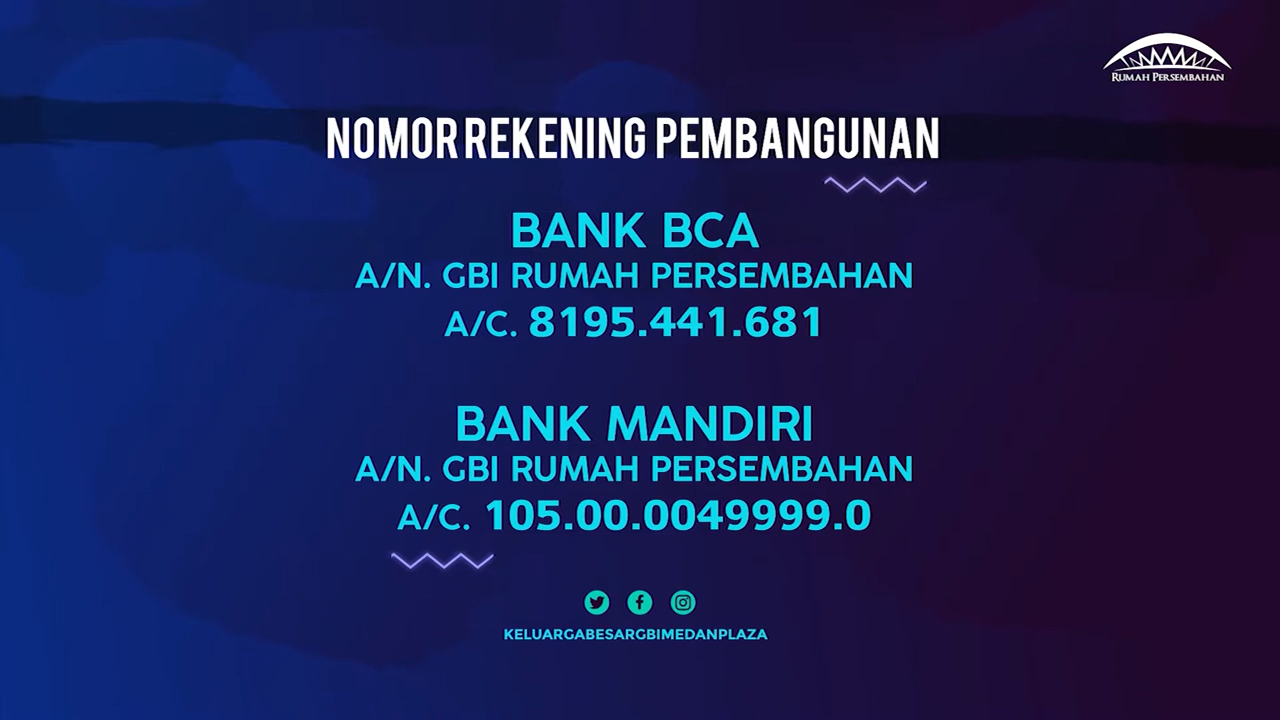 RUMAH PERSEMBAHAN
NOMOR REKENING PEMBANGUNAN
BANK BCA
A/N. GBI RUMAH PERSEMBAHAN
A/C. 8195.441.681
BANK MANDIRI
A/N. GBI RUMAH PERSEMBAHAN
A/C. 105.00.0049999.0
KELUARGABESARGBIMEDANPLAZA